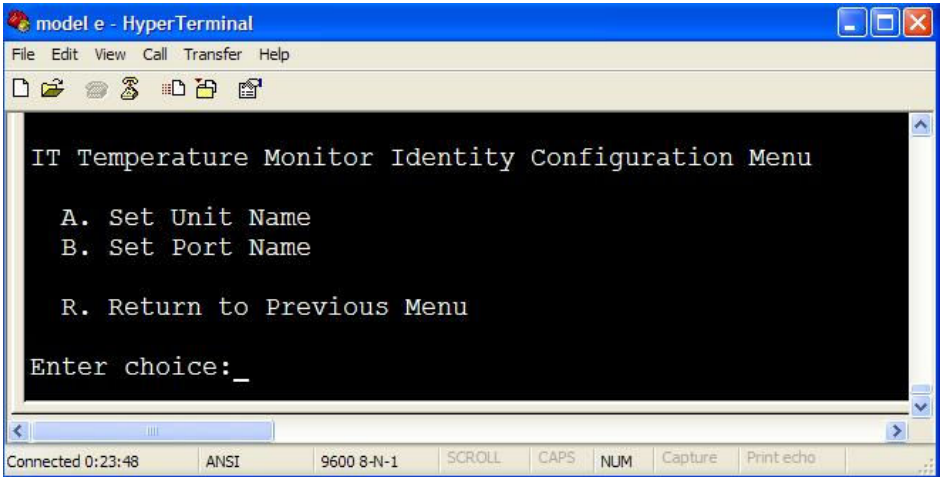 model e - HyperTerminal
File Edit View Call Transfer Help
IT Temperature Monitor Identity Configuration Menu
A. Set Unit Name
B. Set Port Name
R. Return to Previous Menu
Enter choice:_
Connected 0:23:48 ANSI 9600 8-N-1 SCROLL CAPS NUM Capture Print echo